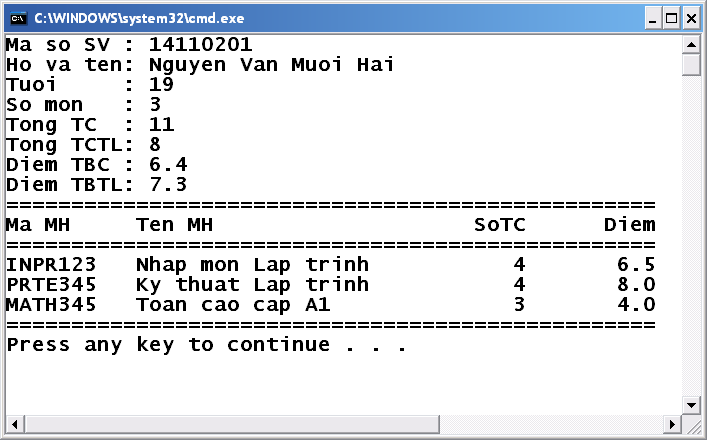 C:\WINDOWS\system32\cmd.exe
Ma so SV : 14110201
Ho va ten: Nguyen Van Muoi Hai
Tuoi     : 19
So mon   : 3
Tong TC  : 11
Tong TCTL: 8
Diem TBC : 6.4
Diem TBTL: 7.3
==================================================
Ma MH     Ten MH                    SoTC      Diem
==================================================
INPR123   Nhap mon Lap trinh           4       6.5
PRTE345   Ky thuat Lap trinh           4       8.0
MATH345   Toan cao cap A1              3       4.0
==================================================
Press any key to continue . . .